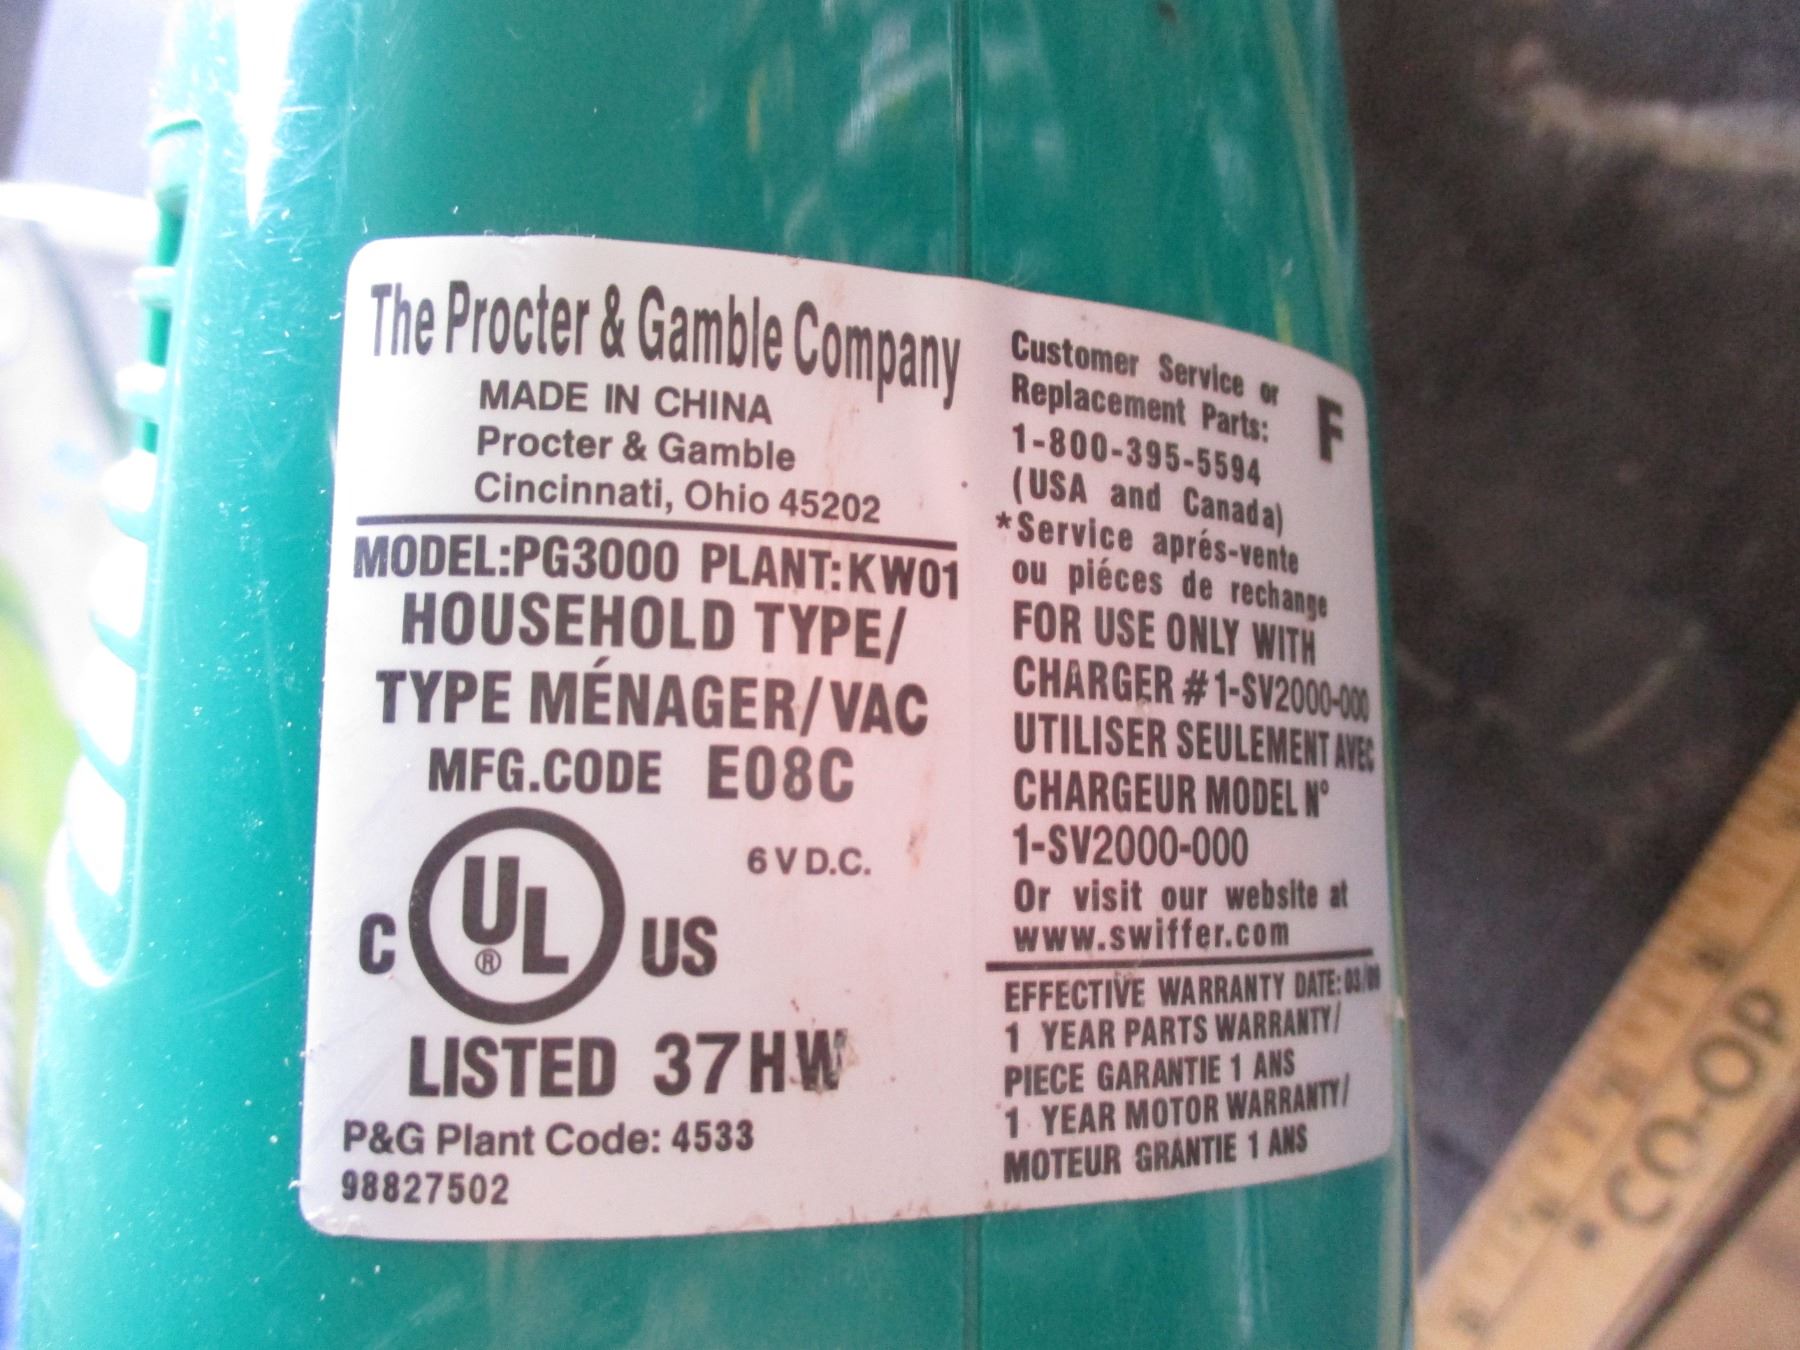 The Procter & Gamble Company
MADE IN CHINA
Procter & Gamble
Cincinnati, Ohio 45202
MODEL:PG3000 PLANT:KW01
HOUSEHOLD TYPE/
TYPE MÉNAGER/VAC
MFG.CODE E08C
6 V D.C.
C UL ® US
LISTED 37HW
P&G Plant Code: 4533
98827502
Customer Service or
Replacement Parts:
F
1-800-395-5594
(USA and Canada)
*Service aprés-vente
ou piéces de rechange
FOR USE ONLY WITH
CHARGER #1-SV2000-000
UTILISER SEULEMENT AVEC
CHARGEUR MODEL N°
1-SV2000-000
Or visit our website at
www.swiffer.com
EFFECTIVE WARRANTY DATE:
1 YEAR PARTS WARRANTY/
PIECE GARANTIE 1 ANS
1 YEAR MOTOR WARRANTY/
MOTEUR GRANTIE 1 ANS
*CO-OP